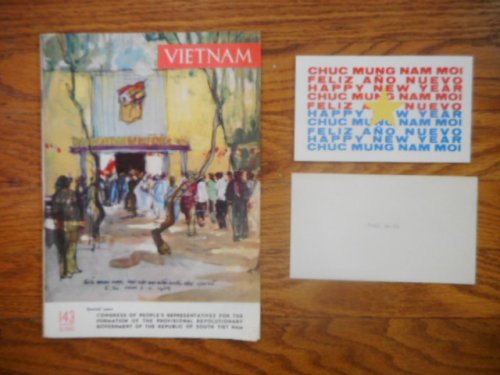 VIETNAM
143
CONGRESS OF PEOPLE'S REPRESENTATIVES FOR THE
FORMATION OF THE PROVISIONAL REVOLUTIONARY
GOVERNMENT OF THE REPUBLIC OF SOUTH VIET NAM
CHUC MUNG NAM MOI
FELIZ AÑO NUEVO
HAPPY NEW YEAR
CHUC MUNG NAM MOI
FELIZ NUEVO
HAPPY YEAR
CHUC MUNG NAM MOI
FELIZ AÑO NUEVO
HAPPY NEW YEAR
CHUC MUNG NAM MOI